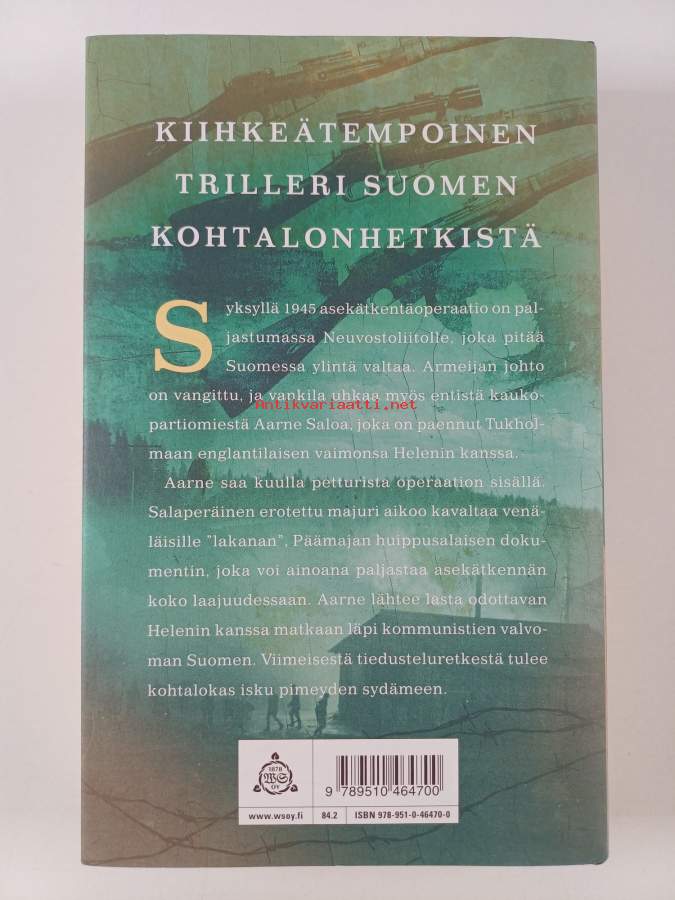 KIIHKEÄTEMPOINEN
TRILLERI SUOMEN
KOHTALONHETKISTÄ
Syksyllä 1945 asekätkentäoperaatio on pal-
jastumassa Neuvostoliitolle, joka pitää
Suomessa ylintä valtaa. Armeijan johto
on vangittu, ja vankila uhkaa myös entistä kauko-
Antikvariaatti.net
partiomiestä Aarne Saloa, joka on paennut Tukhol-
maan englantilaisen vaimonsa Helenin kanssa.
Aarne saa kuulla petturista operaation sisällä.
Salaperäinen erotettu majuri aikoo kavaltaa venä-
läisille "lakanan", Päämajan huippusalaisen doku-
mentin, joka voi ainoana paljastaa asekätkennän
koko laajuudessaan. Aarne lähtee lasta odottavan
Helenin kanssa matkaan läpi kommunistien valvo-
man Suomen. Viimeisestä tiedusteluretkestä tulee
kohtalokas isku pimeyden sydämeen.
1878
WS
OY
9 789510 464700
www.wsoy.fi
84.2
ISBN 978-951-0-46470-0